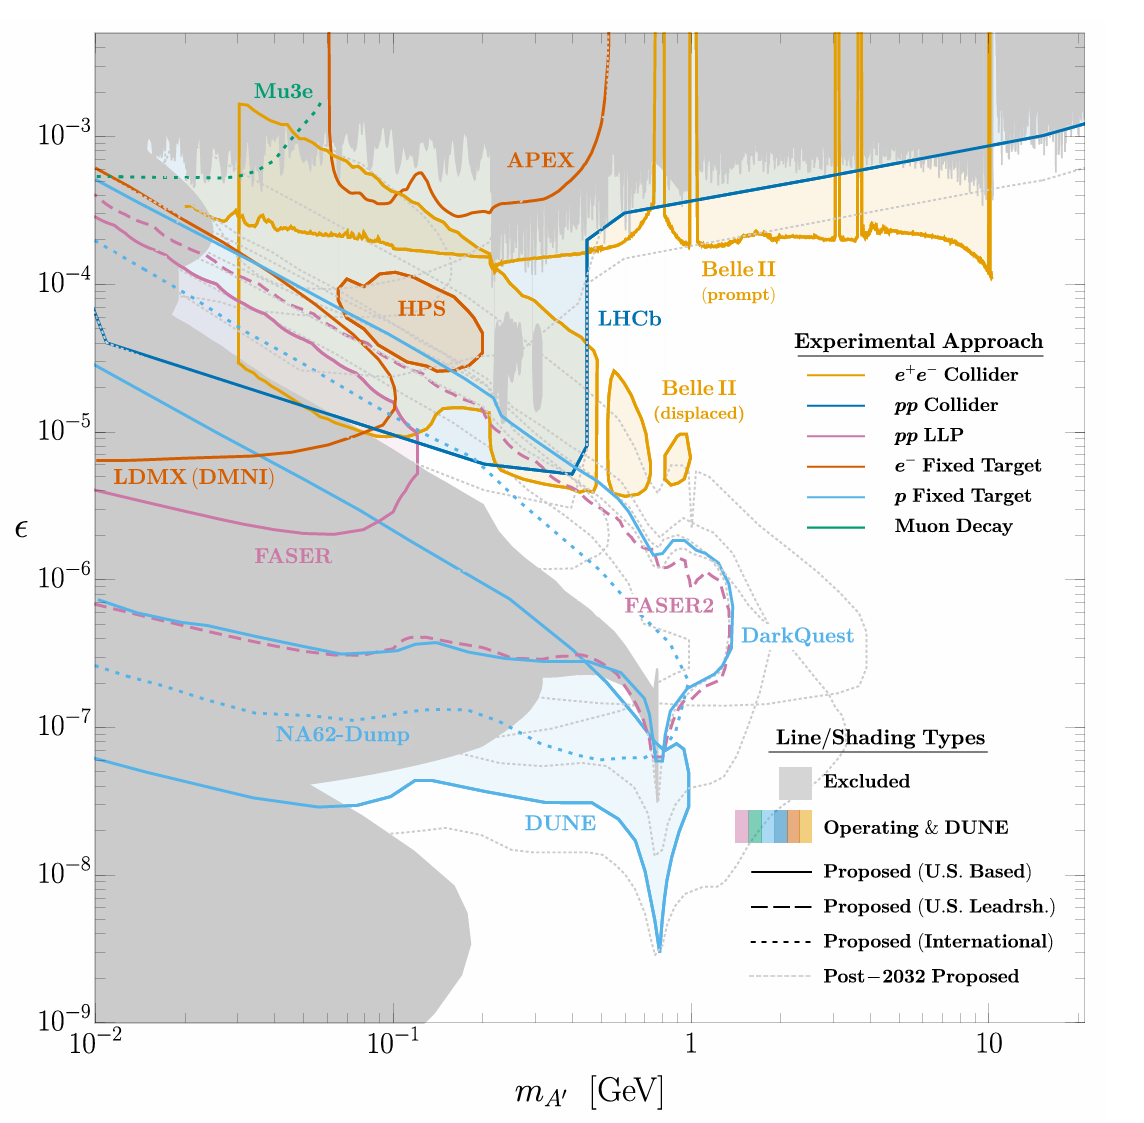 Mu3e
10⁻³
APEX
10⁻⁴
Belle II
(prompt)
HPS
LHCb
Experimental Approach
e⁺e⁻ Collider
Belle II
(displaced)
pp Collider
10⁻⁵
pp LLP
LDMX (DMNI)
e⁻ Fixed Target
p Fixed Target
ϵ
Muon Decay
FASER
10⁻⁶
FASER2
DarkQuest
10⁻⁷
NA62-Dump
Line/Shading Types
Excluded
DUNE
Operating & DUNE
10⁻⁸
Proposed (U.S. Based)
Proposed (U.S. Leadrsh.)
Proposed (International)
Post−2032 Proposed
10⁻⁹
10⁻² 10⁻¹ 1 10
m_A′ [GeV]